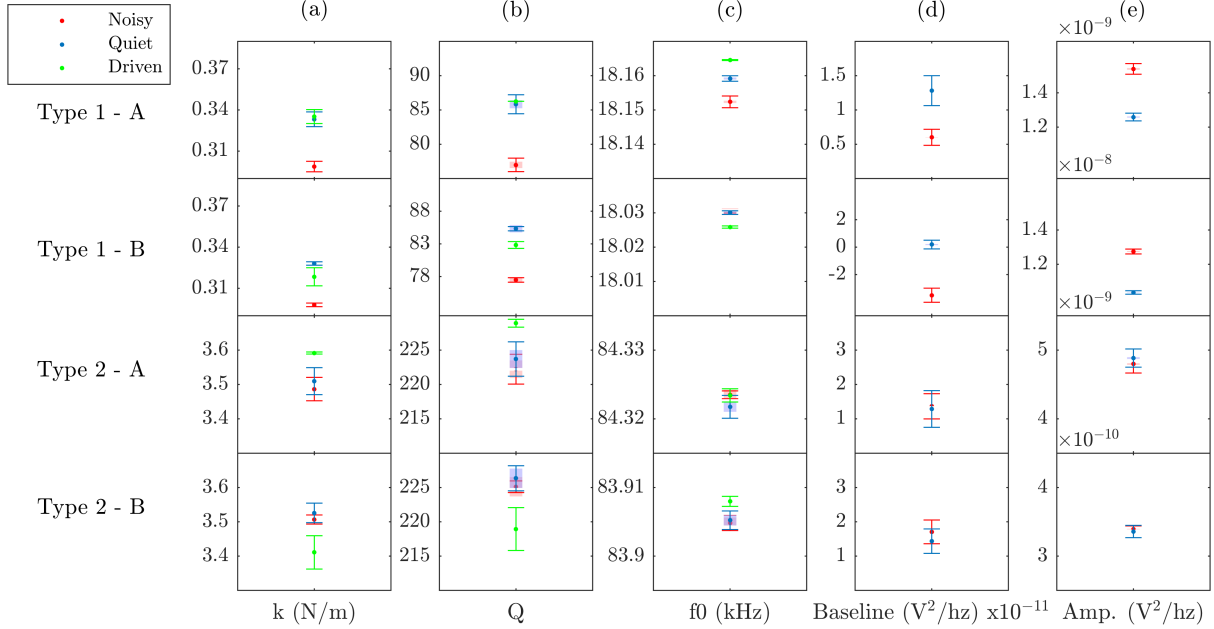 (a) (b) (c) (d) (e)
Noisy
Quiet
Driven
×10⁻⁹
Type 1 - A
0.37 0.34 0.31
90 85 80
18.16 18.15 18.14
1.5 1 0.5
1.4 1.2
×10⁻⁸
Type 1 - B
0.37 0.34 0.31
88 83 78
18.03 18.02 18.01
2 0 -2
1.4 1.2
×10⁻⁹
Type 2 - A
3.6 3.5 3.4
225 220 215
84.33 84.32
3 2 1
5 4
×10⁻¹⁰
Type 2 - B
3.6 3.5 3.4
225 220 215
83.91 83.9
3 2 1
4 3
k (N/m) Q f0 (kHz) Baseline (V²/hz) x10⁻¹¹ Amp. (V²/hz)